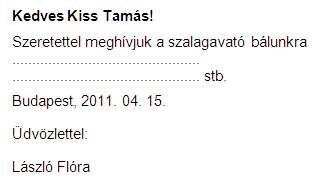 Kedves Kiss Tamás!
Szeretettel meghívjuk a szalagavató bálunkra
...............................................
............................................... stb.
Budapest, 2011. 04. 15.
Üdvözlettel:
László Flóra